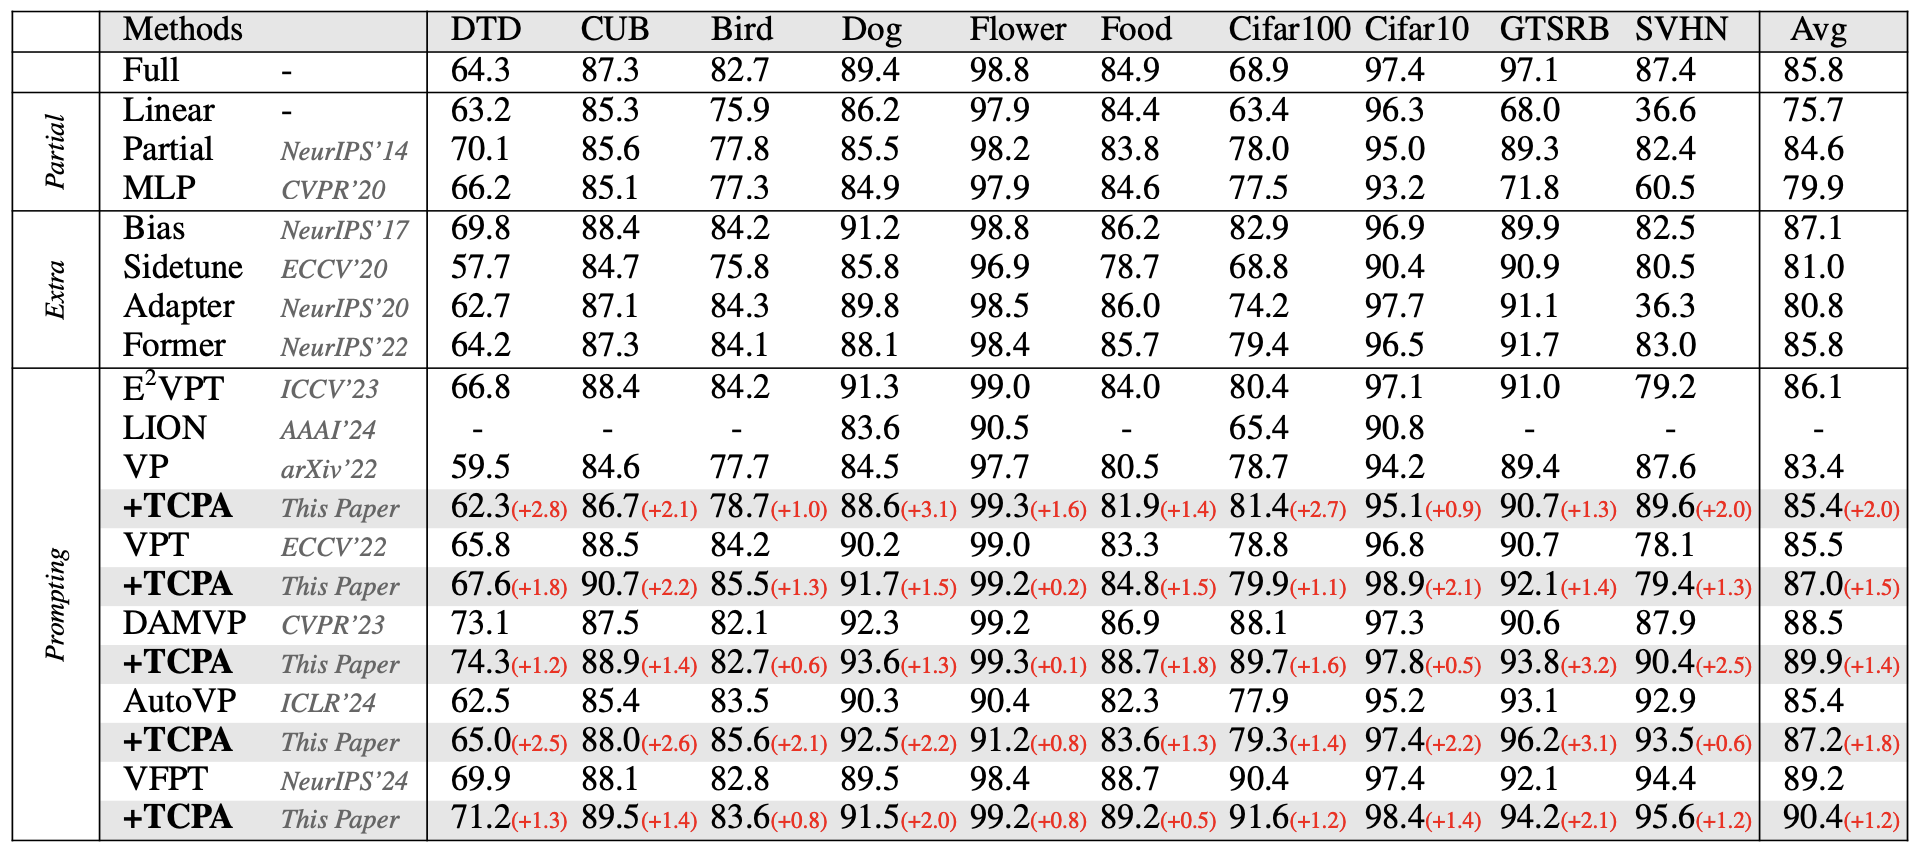 Methods DTD CUB Bird Dog Flower Food Cifar100 Cifar10 GTSRB SVHN Avg
Full - 64.3 87.3 82.7 89.4 98.8 84.9 68.9 97.4 97.1 87.4 85.8
Partial
Linear - 63.2 85.3 75.9 86.2 97.9 84.4 63.4 96.3 68.0 36.6 75.7
Partial NeurIPS'14 70.1 85.6 77.8 85.5 98.2 83.8 78.0 95.0 89.3 82.4 84.6
MLP CVPR'20 66.2 85.1 77.3 84.9 97.9 84.6 77.5 93.2 71.8 60.5 79.9
Extra
Bias NeurIPS'17 69.8 88.4 84.2 91.2 98.8 86.2 82.9 96.9 89.9 82.5 87.1
Sidetune ECCV'20 57.7 84.7 75.8 85.8 96.9 78.7 68.8 90.4 90.9 80.5 81.0
Adapter NeurIPS'20 62.7 87.1 84.3 89.8 98.5 86.0 74.2 97.7 91.1 36.3 80.8
Former NeurIPS'22 64.2 87.3 84.1 88.1 98.4 85.7 79.4 96.5 91.7 83.0 85.8
Prompting
E²VPT ICCV'23 66.8 88.4 84.2 91.3 99.0 84.0 80.4 97.1 91.0 79.2 86.1
LION AAAI'24 - - - 83.6 90.5 - 65.4 90.8 - - -
VP arXiv'22 59.5 84.6 77.7 84.5 97.7 80.5 78.7 94.2 89.4 87.6 83.4
+TCPA This Paper 62.3(+2.8) 86.7(+2.1) 78.7(+1.0) 88.6(+3.1) 99.3(+1.6) 81.9(+1.4) 81.4(+2.7) 95.1(+0.9) 90.7(+1.3) 89.6(+2.0) 85.4(+2.0)
VPT ECCV'22 65.8 88.5 84.2 90.2 99.0 83.3 78.8 96.8 90.7 78.1 85.5
+TCPA This Paper 67.6(+1.8) 90.7(+2.2) 85.5(+1.3) 91.7(+1.5) 99.2(+0.2) 84.8(+1.5) 79.9(+1.1) 98.9(+2.1) 92.1(+1.4) 79.4(+1.3) 87.0(+1.5)
DAMVP CVPR'23 73.1 87.5 82.1 92.3 99.2 86.9 88.1 97.3 90.6 87.9 88.5
+TCPA This Paper 74.3(+1.2) 88.9(+1.4) 82.7(+0.6) 93.6(+1.3) 99.3(+0.1) 88.7(+1.8) 89.7(+1.6) 97.8(+0.5) 93.8(+3.2) 90.4(+2.5) 89.9(+1.4)
AutoVP ICLR'24 62.5 85.4 83.5 90.3 90.4 82.3 77.9 95.2 93.1 92.9 85.4
+TCPA This Paper 65.0(+2.5) 88.0(+2.6) 85.6(+2.1) 92.5(+2.2) 91.2(+0.8) 83.6(+1.3) 79.3(+1.4) 97.4(+2.2) 96.2(+3.1) 93.5(+0.6) 87.2(+1.8)
VFPT NeurIPS'24 69.9 88.1 82.8 89.5 98.4 88.7 90.4 97.4 92.1 94.4 89.2
+TCPA This Paper 71.2(+1.3) 89.5(+1.4) 83.6(+0.8) 91.5(+2.0) 99.2(+0.8) 89.2(+0.5) 91.6(+1.2) 98.4(+1.4) 94.2(+2.1) 95.6(+1.2) 90.4(+1.2)